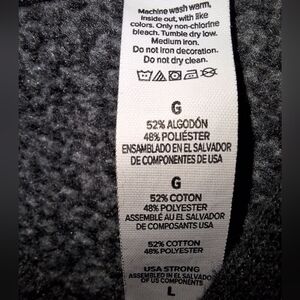 Machine wash warm,
inside out, with like
colors. Only non-chlorine
bleach. Tumble dry low.
Medium iron.
Do not iron decoration.
Do not dry clean.
G
52% ALGODÓN
48% POLIÉSTER
ENSAMBLADO EN EL SALVADOR
DE COMPONENTES DE USA
G
52% COTON
48% POLYESTER
ASSEMBLÉ AU EL SALVADOR
DE COMPOSANTS USA
52% COTTON
48% POLYESTER
USA STRONG
ASSEMBLED IN EL SALVADOR
OF US COMPONENTS
L